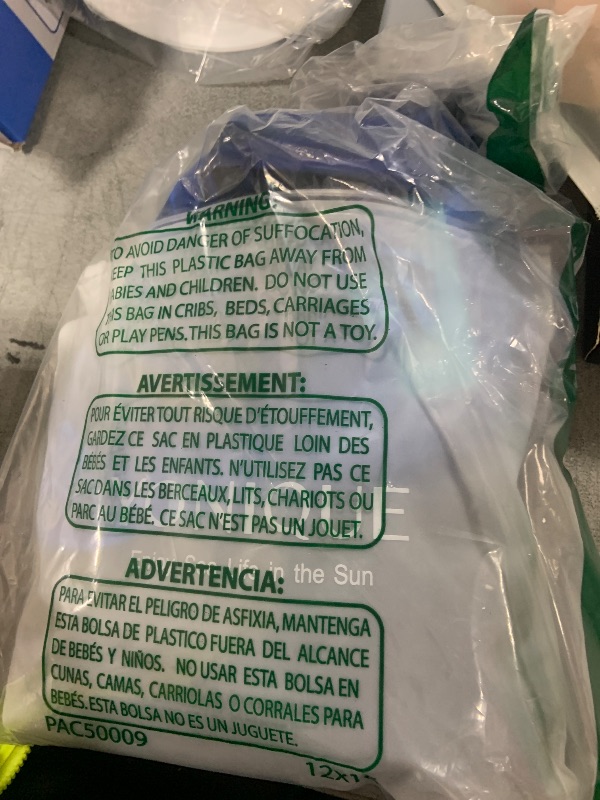 WARNING:
TO AVOID DANGER OF SUFFOCATION,
EEP THIS PLASTIC BAG AWAY FROM
ABIES AND CHILDREN. DO NOT USE
IS BAG IN CRIBS, BEDS, CARRIAGES
OR PLAY PENS. THIS BAG IS NOT A TOY.
AVERTISSEMENT:
POUR ÉVITER TOUT RISQUE D'ÉTOUFFEMENT,
GARDEZ CE SAC EN PLASTIQUE LOIN DES
BÉBÉS ET LES ENFANTS. N'UTILISEZ PAS CE
SAC DANS LES BERCEAUX, LITS, CHARIOTS OU
PARC AU BÉBÉ. CE SAC N'EST PAS UN JOUET.
NIQUE
in the Sun
ADVERTENCIA:
PARA EVITAR EL PELIGRO DE ASFIXIA, MANTENGA
ESTA BOLSA DE PLASTICO FUERA DEL ALCANCE
DE BEBÉS Y NIÑOS. NO USAR ESTA BOLSA EN
CUNAS, CAMAS, CARRIOLAS O CORRALES PARA
BEBÉS. ESTA BOLSA NO ES UN JUGUETE.
PAC50009
12x1